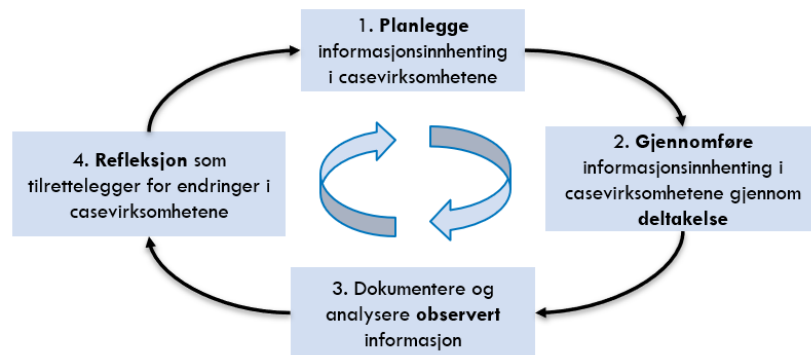 1. Planlegge
informasjonsinnhenting
i casevirksomhetene
2. Gjennomføre
informasjonsinnhenting i
casevirksomhetene gjennom
deltakelse
3. Dokumentere og
analysere observert
informasjon
4. Refleksjon som
tilrettelegger for endringer i
casevirksomhetene